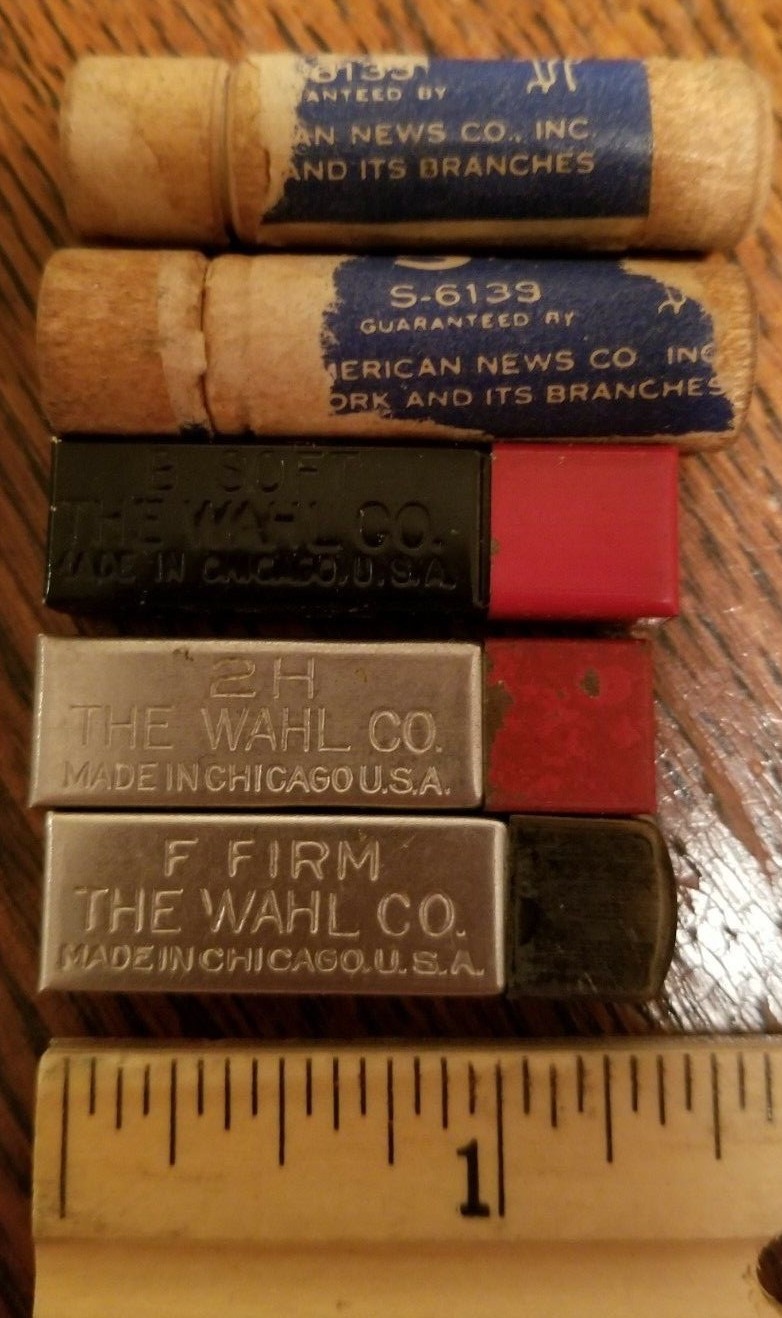 6139
ANTEED BY
AN NEWS CO., INC.
AND ITS BRANCHES
S-6139
GUARANTEED BY
MERICAN NEWS CO INC
ORK AND ITS BRANCHES
B SOFT
THE WAHL CO.
MADE IN CHICAGO, U.S.A.
2H
THE WAHL CO.
MADE IN CHICAGO U.S.A.
F FIRM
THE WAHL CO.
MADE IN CHICAGO. U.S.A.
1